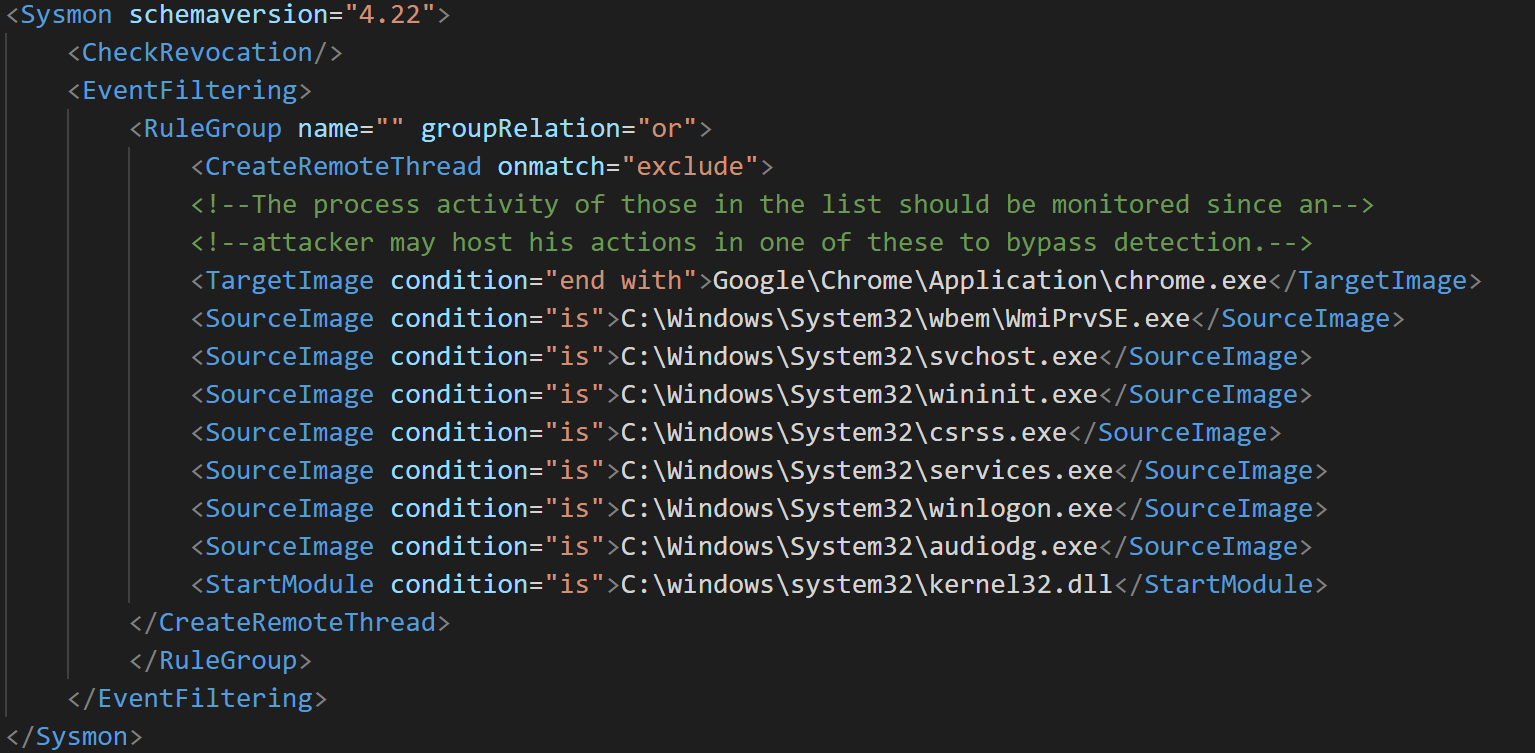 <Sysmon schemaversion="4.22">
<CheckRevocation/>
<EventFiltering>
<RuleGroup name="" groupRelation="or">
<CreateRemoteThread onmatch="exclude">
<!--The process activity of those in the list should be monitored since an-->
<!--attacker may host his actions in one of these to bypass detection.-->
<TargetImage condition="end with">Google\Chrome\Application\chrome.exe</TargetImage>
<SourceImage condition="is">C:\Windows\System32\wbem\WmiPrvSE.exe</SourceImage>
<SourceImage condition="is">C:\Windows\System32\svchost.exe</SourceImage>
<SourceImage condition="is">C:\Windows\System32\wininit.exe</SourceImage>
<SourceImage condition="is">C:\Windows\System32\csrss.exe</SourceImage>
<SourceImage condition="is">C:\Windows\System32\services.exe</SourceImage>
<SourceImage condition="is">C:\Windows\System32\winlogon.exe</SourceImage>
<SourceImage condition="is">C:\Windows\System32\audiodg.exe</SourceImage>
<StartModule condition="is">C:\windows\system32\kernel32.dll</StartModule>
</CreateRemoteThread>
</RuleGroup>
</EventFiltering>
</Sysmon>